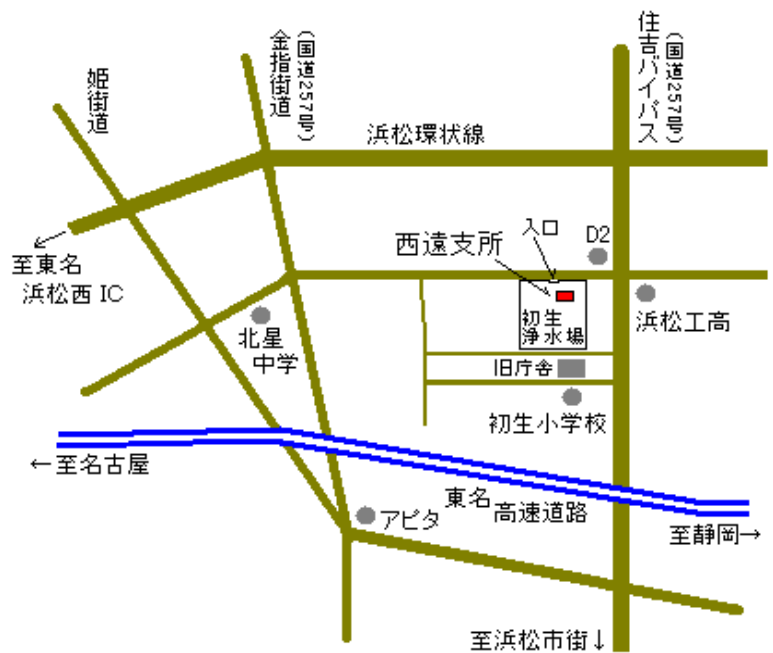 姫街道
金指街道
(国道257号)
住吉バイパス
(国道257号)
浜松環状線
至東名
浜松西 IC
西遠支所
入口
D2
初生
浄水場
浜松工高
北星
中学
旧庁舎
初生小学校
←至名古屋
アピタ
東名
高速道路
至静岡→
至浜松市街↓